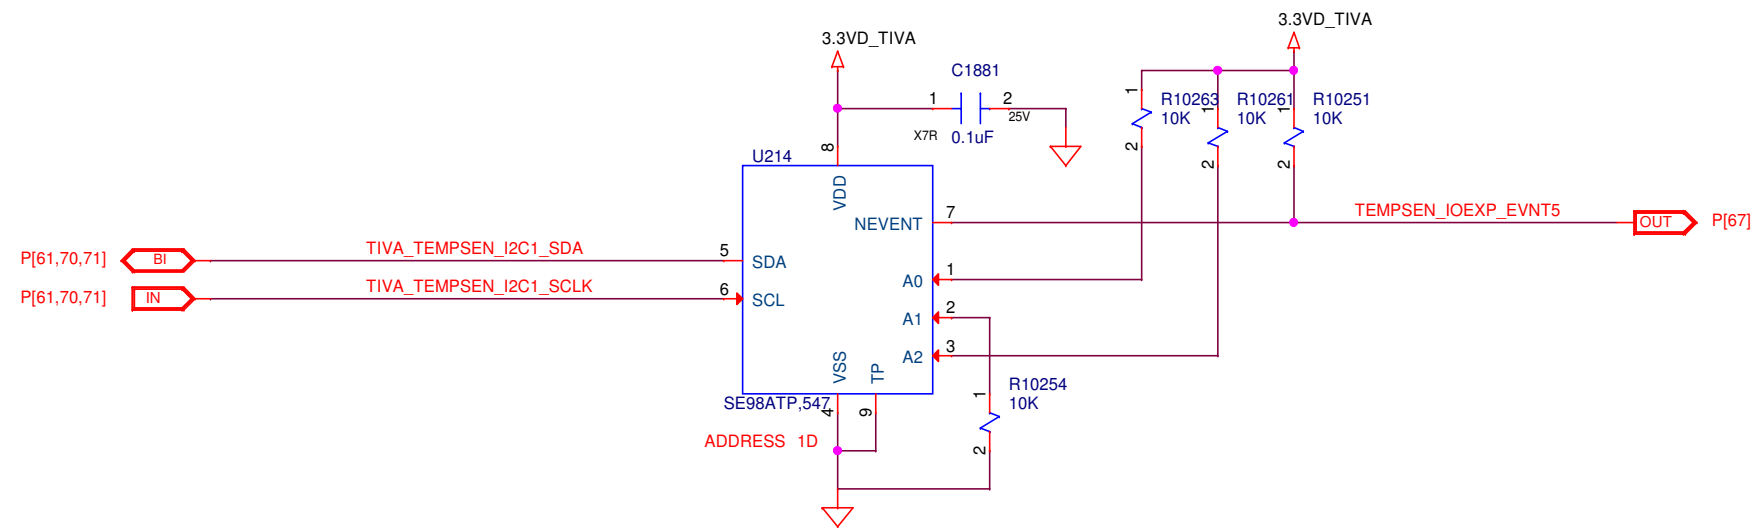 3.3VD_TIVA
3.3VD_TIVA
C1881
1
2
X7R
0.1uF
25V
1
R10263
10K
2
1
R10261
10K
2
1
R10251
10K
2
U214
8
VDD
NEVENT
7
TEMPSEN_IOEXP_EVNT5
OUT
P[67]
P[61,70,71]
BI
TIVA_TEMPSEN_I2C1_SDA
5
SDA
P[61,70,71]
IN
TIVA_TEMPSEN_I2C1_SCLK
6
SCL
A0
1
A1
2
A2
3
VSS
TP
SE98ATP,547
4
9
ADDRESS 1D
1
R10254
10K
2